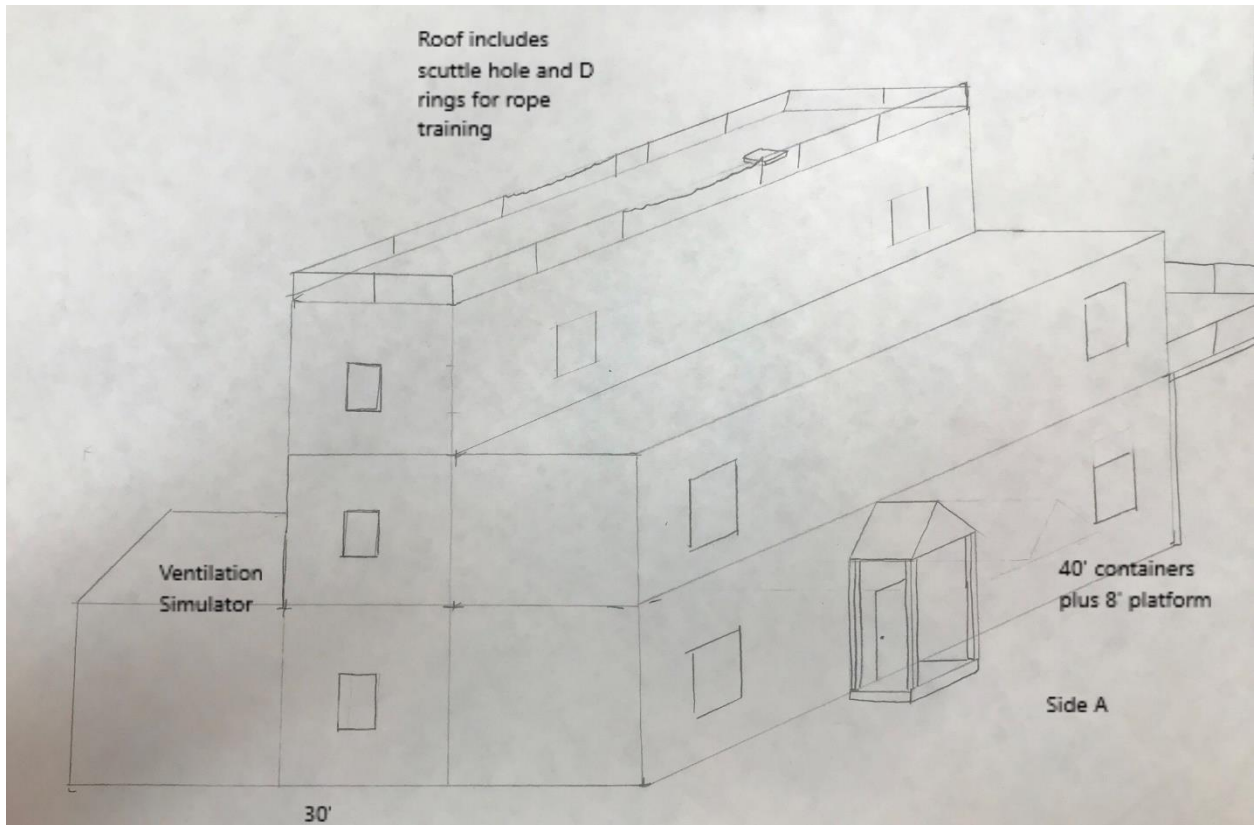 Roof includes
scuttle hole and D
rings for rope
training
Ventilation
Simulator
40' containers
plus 8' platform
Side A
30'